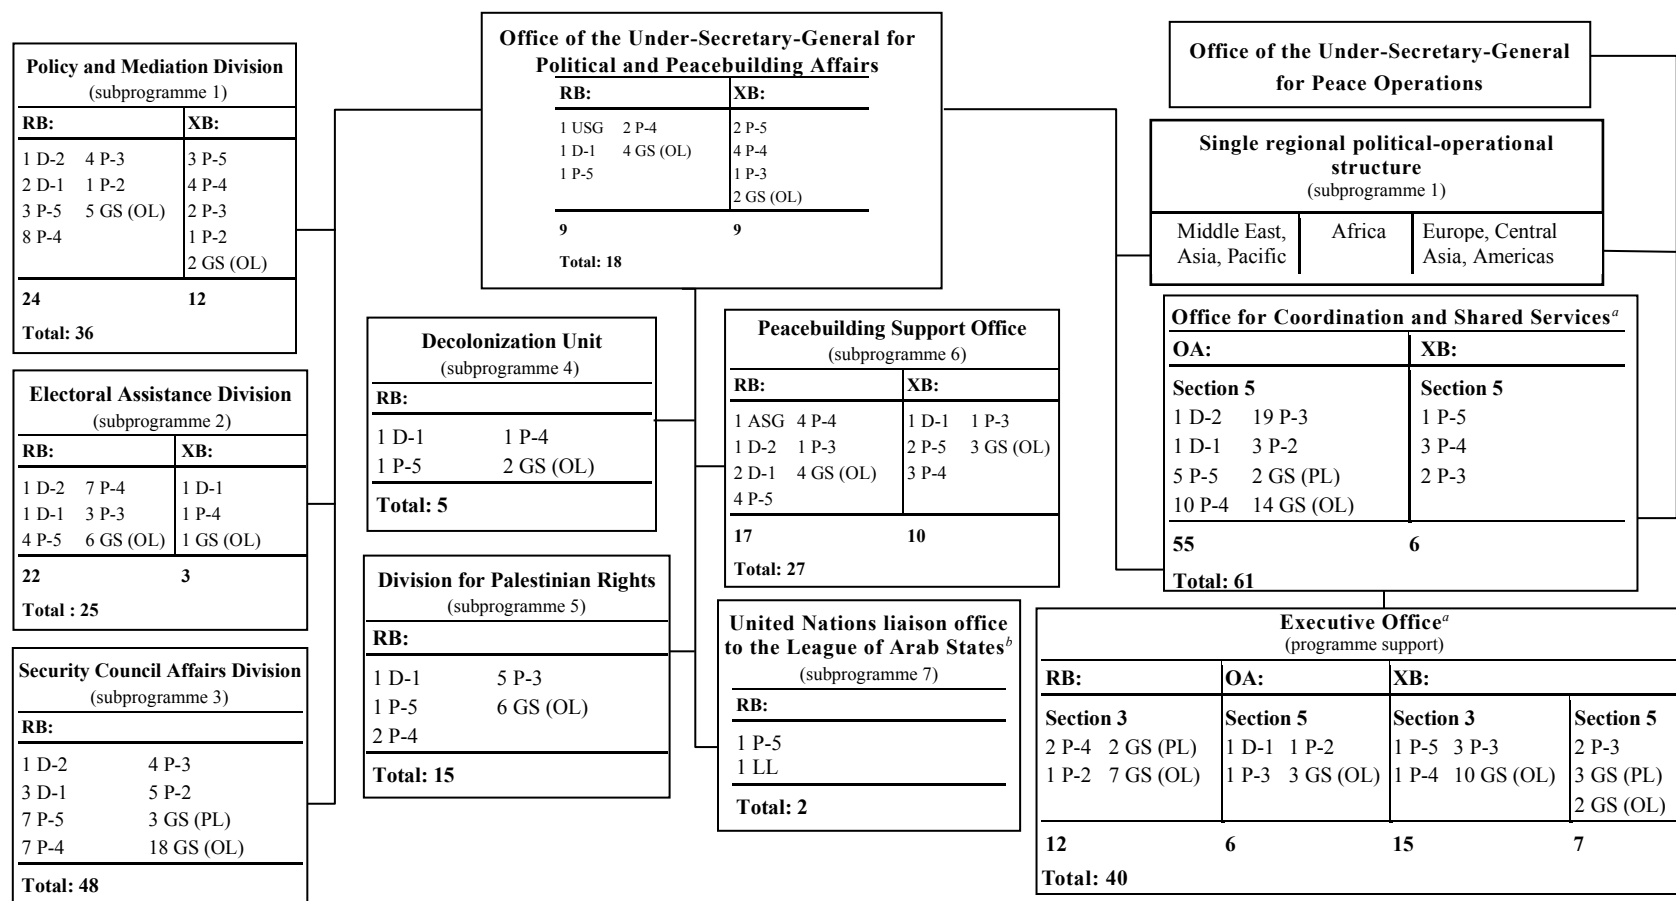 Policy and Mediation Division
(subprogramme 1)
RB: XB:
1 D-2 4 P-3 3 P-5
2 D-1 1 P-2 4 P-4
3 P-5 5 GS (OL) 2 P-3
8 P-4 1 P-2
2 GS (OL)
24 12
Total: 36
Electoral Assistance Division
(subprogramme 2)
RB: XB:
1 D-2 7 P-4 1 D-1
1 D-1 3 P-3 1 P-4
4 P-5 6 GS (OL) 1 GS (OL)
22 3
Total : 25
Security Council Affairs Division
(subprogramme 3)
RB:
1 D-2 4 P-3
3 D-1 5 P-2
7 P-5 3 GS (PL)
7 P-4 18 GS (OL)
Total: 48
Office of the Under-Secretary-General for
Political and Peacebuilding Affairs
RB: XB:
1 USG 2 P-4 2 P-5
1 D-1 4 GS (OL) 4 P-4
1 P-5 1 P-3
2 GS (OL)
9 9
Total: 18
Decolonization Unit
(subprogramme 4)
RB:
1 D-1 1 P-4
1 P-5 2 GS (OL)
Total: 5
Division for Palestinian Rights
(subprogramme 5)
RB:
1 D-1 5 P-3
1 P-5 6 GS (OL)
2 P-4
Total: 15
Peacebuilding Support Office
(subprogramme 6)
RB: XB:
1 ASG 4 P-4 1 D-1 1 P-3
1 D-2 1 P-3 2 P-5 3 GS (OL)
2 D-1 4 GS (OL) 3 P-4
4 P-5
17 10
Total: 27
United Nations liaison office
to the League of Arab States b
(subprogramme 7)
RB:
1 P-5
1 LL
Total: 2
Office of the Under-Secretary-General
for Peace Operations
Single regional political-operational
structure
(subprogramme 1)
Middle East, Africa Europe, Central
Asia, Pacific Asia, Americas
Office for Coordination and Shared Services a
OA: XB:
Section 5 Section 5
1 D-2 19 P-3 1 P-5
1 D-1 3 P-2 3 P-4
5 P-5 2 GS (PL) 2 P-3
10 P-4 14 GS (OL)
55 6
Total: 61
Executive Office a
(programme support)
RB: OA: XB:
Section 3 Section 5 Section 3 Section 5
2 P-4 2 GS (PL) 1 D-1 1 P-2 1 P-5 3 P-3 2 P-3
1 P-2 7 GS (OL) 1 P-3 3 GS (OL) 1 P-4 10 GS (OL) 3 GS (PL)
2 GS (OL)
12 6 15 7
Total: 40